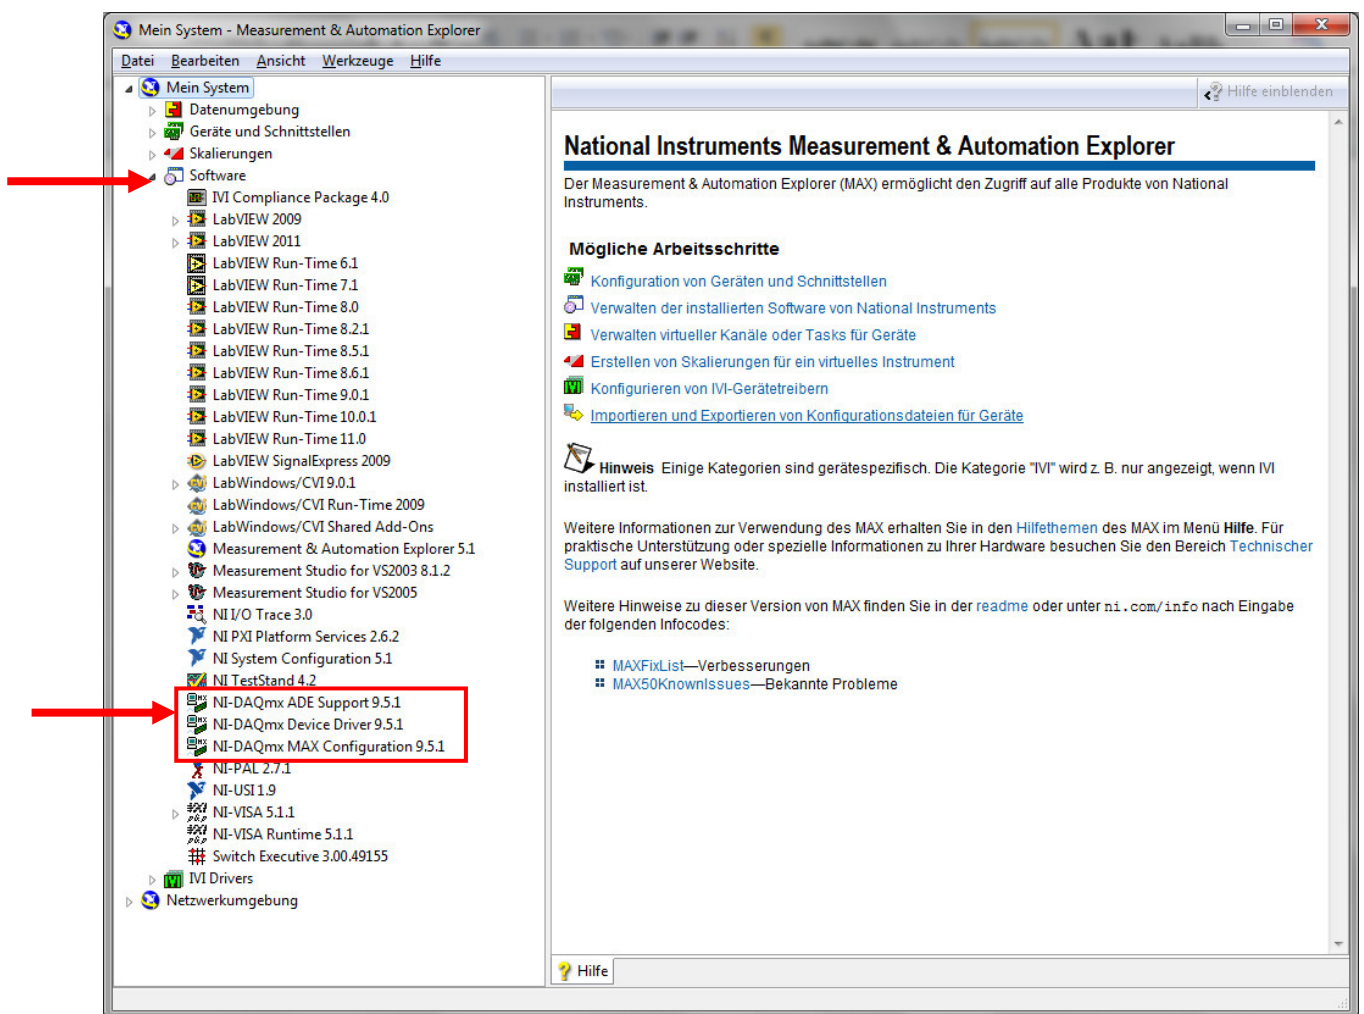 Mein System - Measurement & Automation Explorer
Datei Bearbeiten Ansicht Werkzeuge Hilfe
Mein System
Datenumgebung
Geräte und Schnittstellen
Skalierungen
Software
IVI Compliance Package 4.0
LabVIEW 2009
LabVIEW 2011
LabVIEW Run-Time 6.1
LabVIEW Run-Time 7.1
LabVIEW Run-Time 8.0
LabVIEW Run-Time 8.2.1
LabVIEW Run-Time 8.5.1
LabVIEW Run-Time 8.6.1
LabVIEW Run-Time 9.0.1
LabVIEW Run-Time 10.0.1
LabVIEW Run-Time 11.0
LabVIEW SignalExpress 2009
LabWindows/CVI 9.0.1
LabWindows/CVI Run-Time 2009
LabWindows/CVI Shared Add-Ons
Measurement & Automation Explorer 5.1
Measurement Studio for VS2003 8.1.2
Measurement Studio for VS2005
NI I/O Trace 3.0
NI PXI Platform Services 2.6.2
NI System Configuration 5.1
NI TestStand 4.2
NI-DAQmx ADE Support 9.5.1
NI-DAQmx Device Driver 9.5.1
NI-DAQmx MAX Configuration 9.5.1
NI-PAL 2.7.1
NI-USI 1.9
NI-VISA 5.1.1
NI-VISA Runtime 5.1.1
Switch Executive 3.00.49155
IVI Drivers
Netzwerkumgebung
Hilfe einblenden
National Instruments Measurement & Automation Explorer
Der Measurement & Automation Explorer (MAX) ermöglicht den Zugriff auf alle Produkte von National
Instruments.
Mögliche Arbeitsschritte
Konfiguration von Geräten und Schnittstellen
Verwalten der installierten Software von National Instruments
Verwalten virtueller Kanäle oder Tasks für Geräte
Erstellen von Skalierungen für ein virtuelles Instrument
Konfigurieren von IVI-Gerätetreibern
Importieren und Exportieren von Konfigurationsdateien für Geräte
Hinweis Einige Kategorien sind gerätespezifisch. Die Kategorie "IVI" wird z. B. nur angezeigt, wenn IVI
installiert ist.
Weitere Informationen zur Verwendung des MAX erhalten Sie in den Hilfethemen des MAX im Menü Hilfe. Für
praktische Unterstützung oder spezielle Informationen zu Ihrer Hardware besuchen Sie den Bereich Technischer
Support auf unserer Website.
Weitere Hinweise zu dieser Version von MAX finden Sie in der readme oder unter ni.com/info nach Eingabe
der folgenden Infocodes:
MAXFixList—Verbesserungen
MAX50KnownIssues—Bekannte Probleme
Hilfe